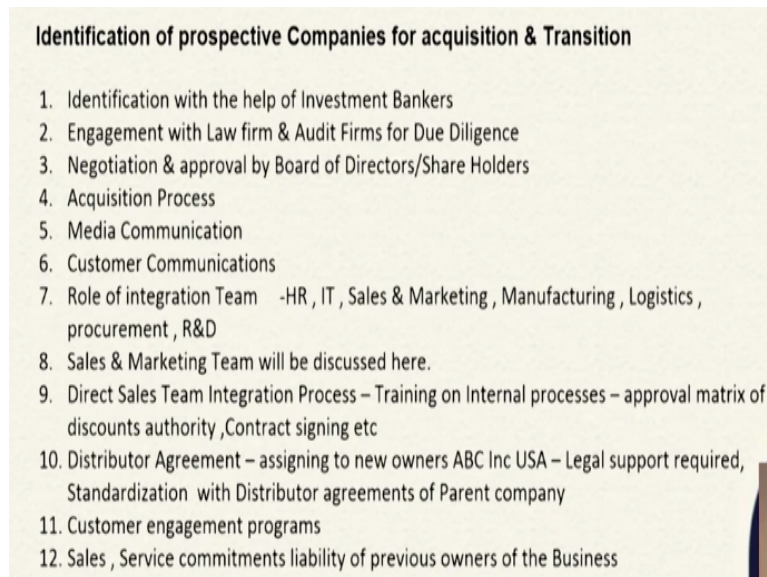 Identification of prospective Companies for acquisition & Transition
1. Identification with the help of Investment Bankers
2. Engagement with Law firm & Audit Firms for Due Diligence
3. Negotiation & approval by Board of Directors/Share Holders
4. Acquisition Process
5. Media Communication
6. Customer Communications
7. Role of integration Team -HR , IT , Sales & Marketing , Manufacturing , Logistics ,
procurement , R&D
8. Sales & Marketing Team will be discussed here.
9. Direct Sales Team Integration Process – Training on Internal processes – approval matrix of
discounts authority ,Contract signing etc
10. Distributor Agreement – assigning to new owners ABC Inc USA – Legal support required,
Standardization with Distributor agreements of Parent company
11. Customer engagement programs
12. Sales , Service commitments liability of previous owners of the Business